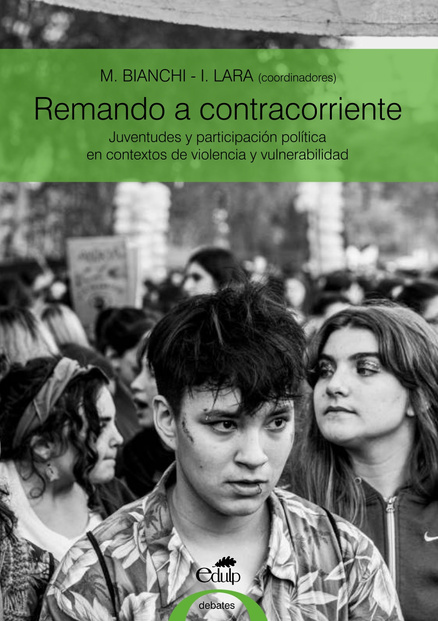 M. BIANCHI - I. LARA (coordinadores)
Remando a contracorriente
Juventudes y participación política
en contextos de violencia y vulnerabilidad
edulp
debates